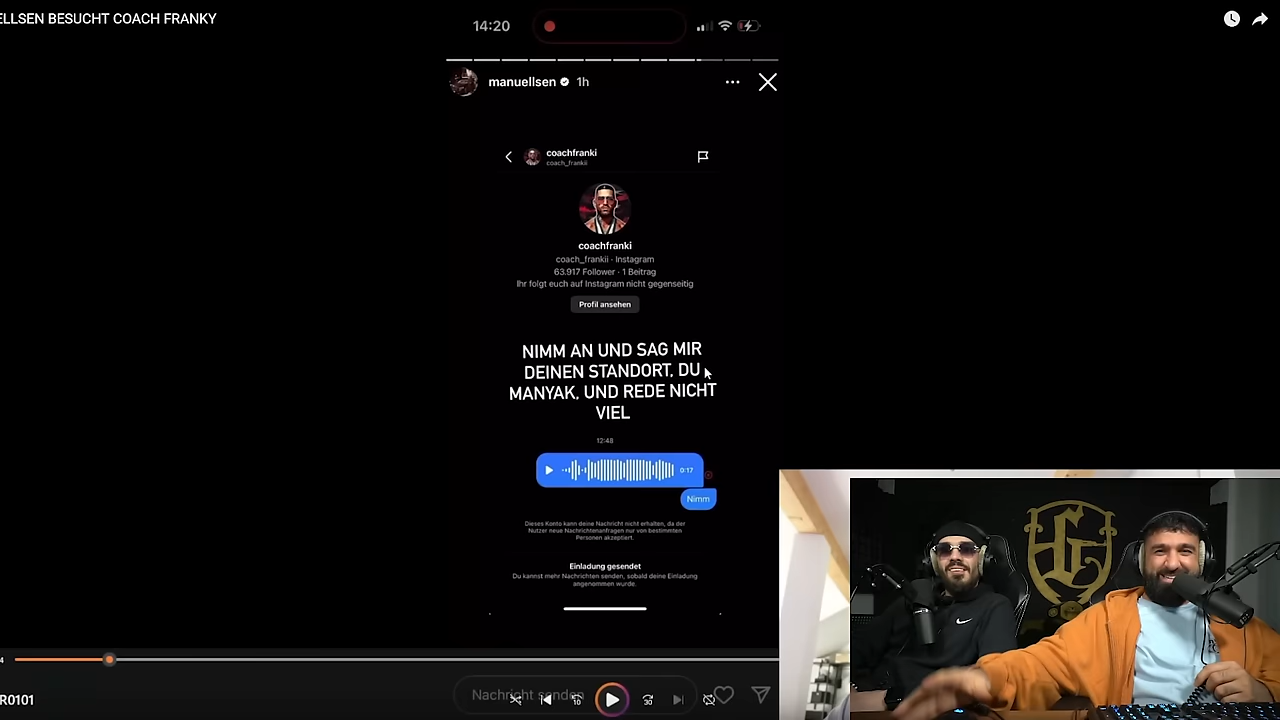 ELLSEN BESUCHT COACH FRANKY
14:20
manuellsen 1h
coachfranki
coach_frankii
coachfranki
coach_frankii · Instagram
63.917 Follower · 1 Beitrag
Ihr folgt euch auf Instagram nicht gegenseitig
Profil ansehen
NIMM AN UND SAG MIR
DEINEN STANDORT, DU
MANYAK, UND REDE NICHT
VIEL
12:48
0:17
Nimm
Dieses Konto kann deine Nachricht nicht erhalten, da der
Nutzer neue Nachrichtenanfragen nur von bestimmten
Personen akzeptiert.
Einladung gesendet
Du kannst mehr Nachrichten senden, sobald deine Einladung
angenommen wurde.
4
R0101
Nachricht senden
10
30